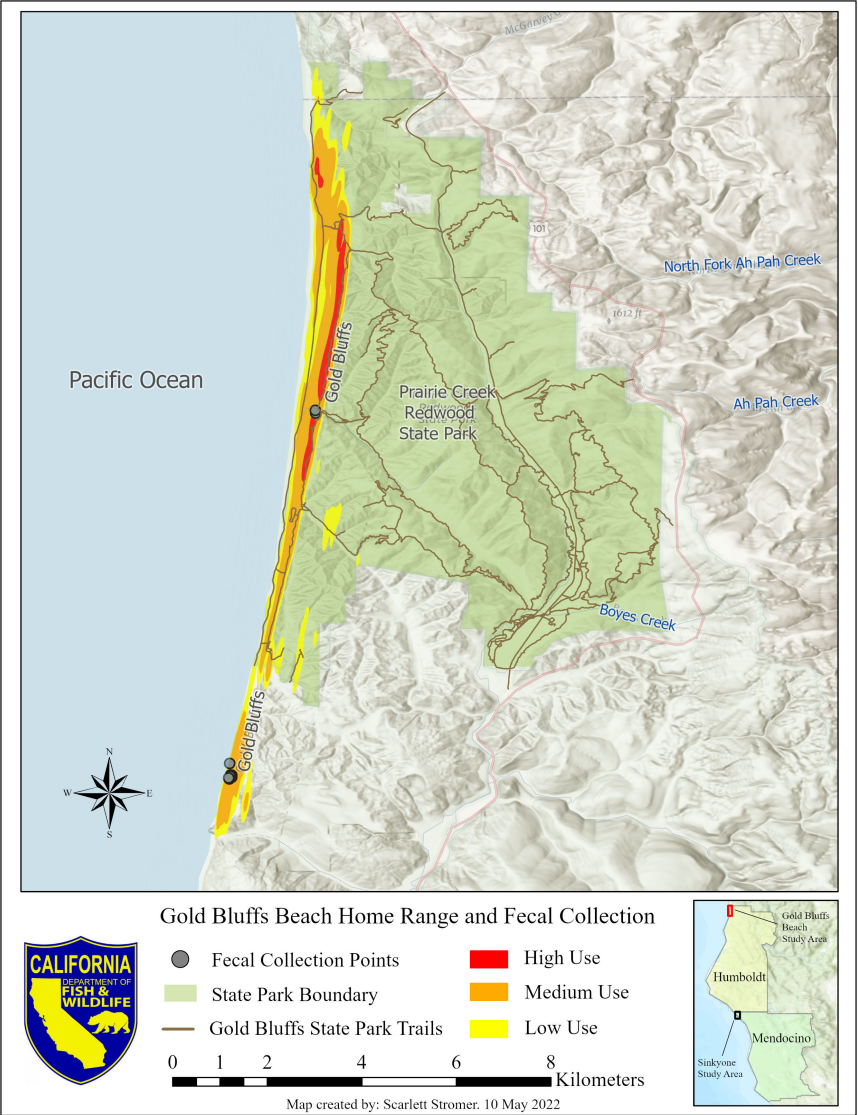 McGarvey C
101
North Fork Ah Pah Creek
1612 ft
Gold Bluffs
Pacific Ocean
Prairie Creek
Redwood
State Park
Ah Pah Creek
Boyes Creek
Gold Bluffs
N
W
E
S
Gold Bluffs Beach Home Range and Fecal Collection
Fecal Collection Points
State Park Boundary
Gold Bluffs State Park Trails
High Use
Medium Use
Low Use
0 1 2 4 6 8
Kilometers
Map created by: Scarlett Stromer. 10 May 2022
CALIFORNIA
DEPARTMENT OF
FISH &
WILDLIFE
Gold Bluffs
Beach
Study Area
Humboldt
Mendocino
Sinkyone
Study Area